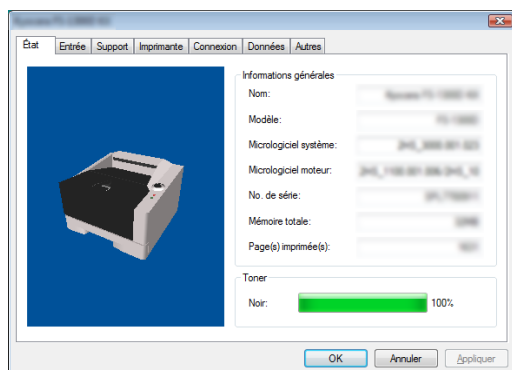 État Entrée Support Imprimante Connexion Données Autres
Informations générales
Nom:
Modèle:
Micrologiciel système:
Micrologiciel moteur:
No. de série:
Mémoire totale:
Page(s) imprimée(s):
Toner
Noir: 100%
OK Annuler Appliquer